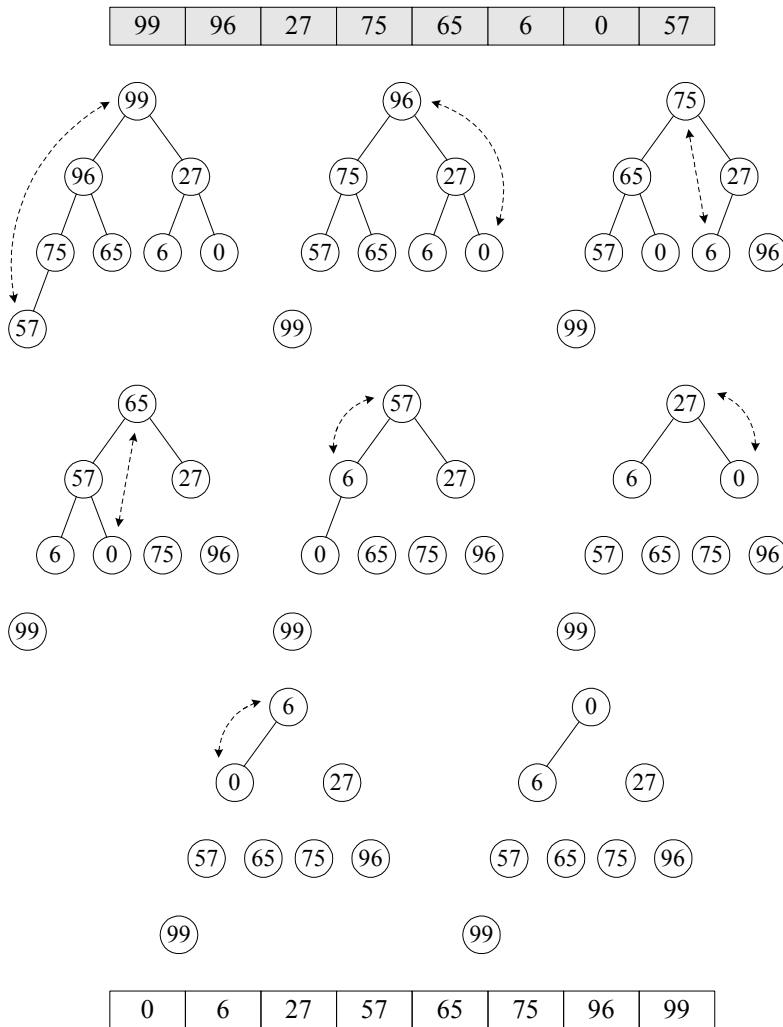 99 96 27 75 65 6 0 57
99 96 75
96 27 75 27 65 27
75 65 6 0 57 65 6 0 57 0 6 96
57 99 99
65 57 27
57 27 6 27 6 0
6 0 75 96 0 65 75 96 57 65 75 96
99 99 99
6 0
0 27 6 27
57 65 75 96 57 65 75 96
99 99
0 6 27 57 65 75 96 99